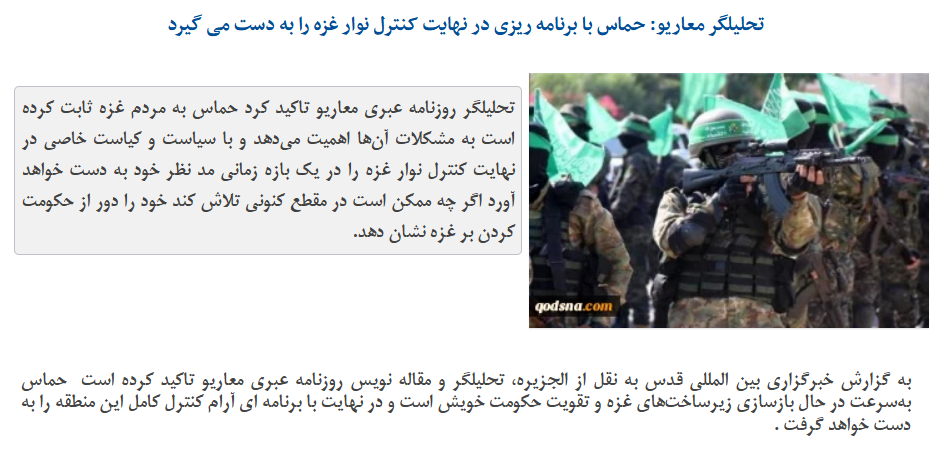 تحلیلگر معاریو: حماس با برنامه ریزی در نهایت کنترل نوار غزه را به دست می گیرد
تحلیلگر روزنامه عبری معاریو تاکید کرد حماس به مردم غزه ثابت کرده
است به مشکلات آن‌ها اهمیت می‌دهد و با سیاست و کیاست خاصی در
نهایت کنترل نوار غزه را در یک بازه زمانی مد نظر خود به دست خواهد
آورد اگر چه ممکن است در مقطع کنونی تلاش کند خود را دور از حکومت
کردن بر غزه نشان دهد.
qodsna.com
به گزارش خبرگزاری بین المللی قدس به نقل از الجزیره، تحلیلگر و مقاله نویس روزنامه عبری معاریو تاکید کرده است حماس
به‌سرعت در حال بازسازی زیرساخت‌های غزه و تقویت حکومت خویش است و در نهایت با برنامه ای آرام کنترل کامل این منطقه را به
دست خواهد گرفت .